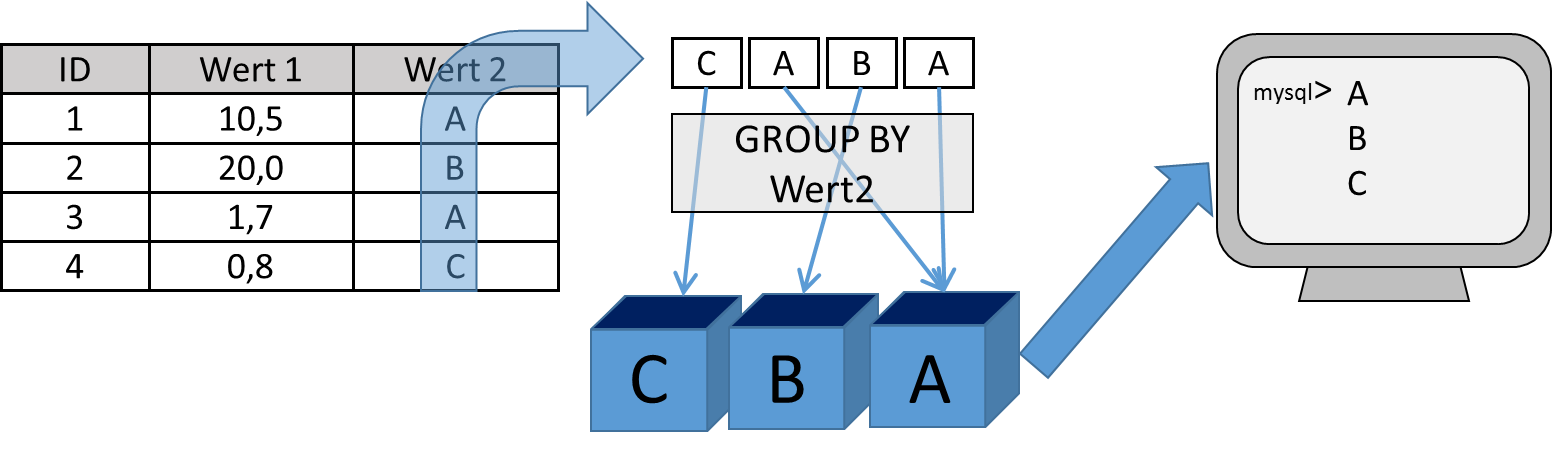 ID Wert 1 Wert 2
1 10,5 A
2 20,0 B
3 1,7 A
4 0,8 C
C A B A
GROUP BY
Wert2
C B A
mysql> A
B
C